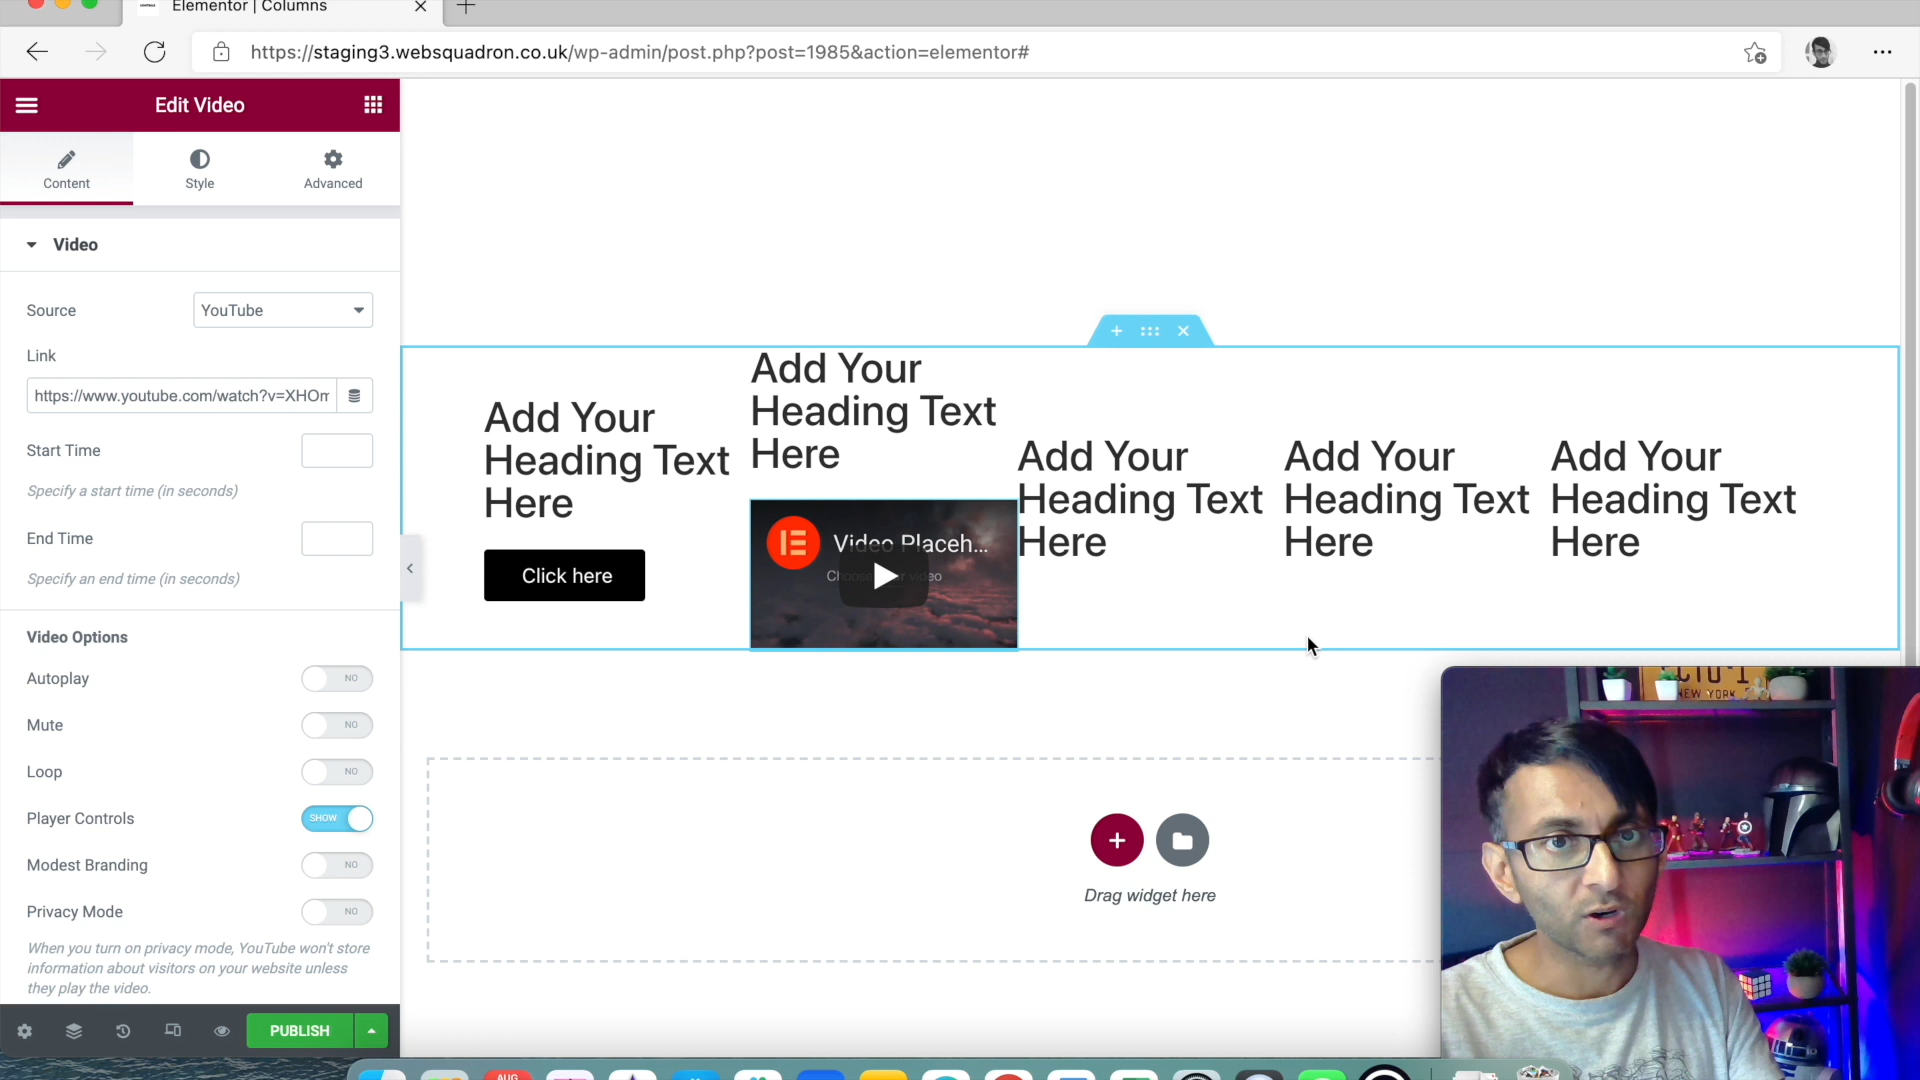 Elementor | Columns
https://staging3.websquadron.co.uk/wp-admin/post.php?post=1985&action=elementor#
Edit Video
Content
Style
Advanced
Video
Source
YouTube
Link
https://www.youtube.com/watch?v=XHOm
Start Time
Specify a start time (in seconds)
End Time
Specify an end time (in seconds)
Video Options
Autoplay
NO
Mute
NO
Loop
NO
Player Controls
SHOW
Modest Branding
NO
Privacy Mode
NO
When you turn on privacy mode, YouTube won't store
information about visitors on your website unless
they play the video.
PUBLISH
Add Your
Heading Text
Here
Click here
Add Your
Heading Text
Here
Video Placeh...
video
Add Your
Heading Text
Here
Add Your
Heading Text
Here
Add Your
Heading Text
Here
Drag widget here
NEW YORK
AUG